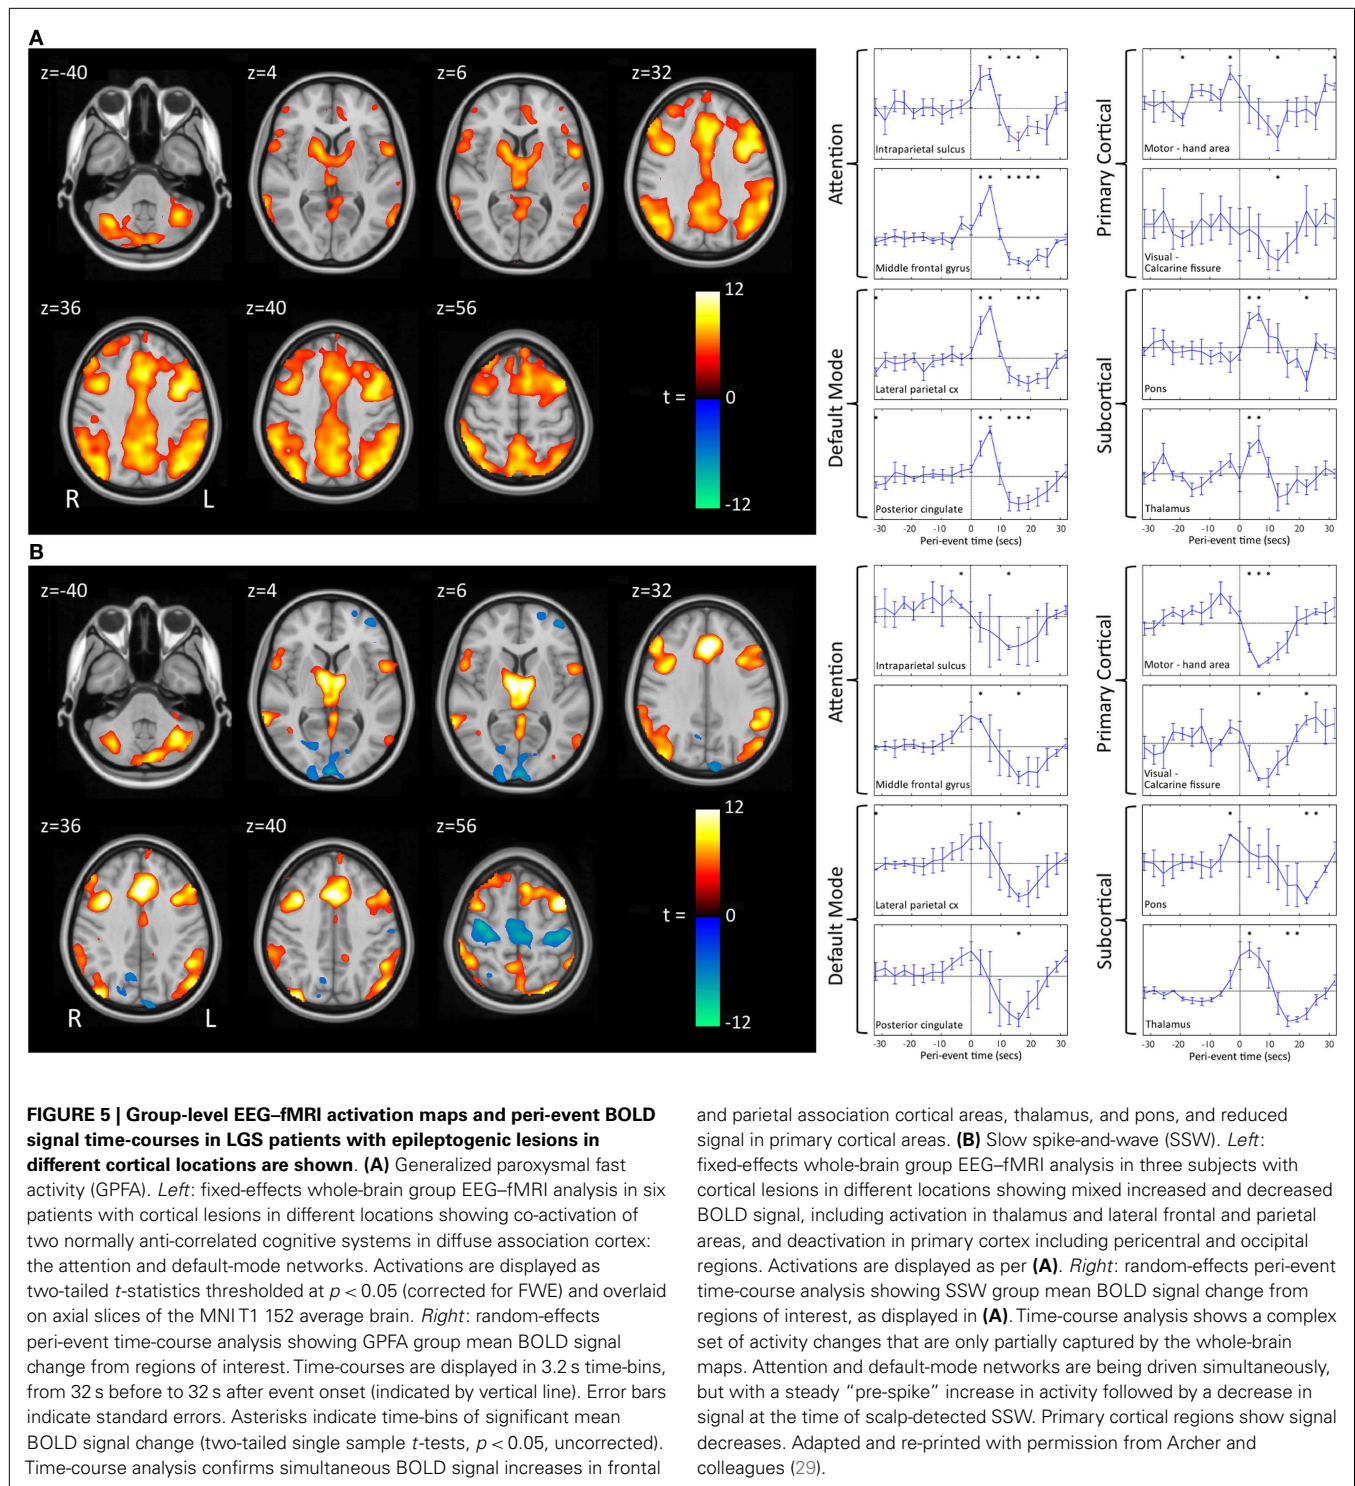 A
z=-40
z=4
z=6
z=32
z=36
z=40
z=56
12
t =
0
-12
R
L
Attention
Intraparietal sulcus
Middle frontal gyrus
Default Mode
Lateral parietal cx
Posterior cingulate
-30 -20 -10 0 10 20 30
Peri-event time (secs)
Primary Cortical
Motor - hand area
Visual -
Calcarine fissure
Subcortical
Pons
Thalamus
-30 -20 -10 0 10 20 30
Peri-event time (secs)
B
z=-40
z=4
z=6
z=32
z=36
z=40
z=56
12
t =
0
-12
R
L
Attention
Intraparietal sulcus
Middle frontal gyrus
Default Mode
Lateral parietal cx
Posterior cingulate
-30 -20 -10 0 10 20 30
Peri-event time (secs)
Primary Cortical
Motor - hand area
Visual -
Calcarine fissure
Subcortical
Pons
Thalamus
-30 -20 -10 0 10 20 30
Peri-event time (secs)
FIGURE 5 | Group-level EEG–fMRI activation maps and peri-event BOLD
signal time-courses in LGS patients with epileptogenic lesions in
different cortical locations are shown. (A) Generalized paroxysmal fast
activity (GPFA). Left: fixed-effects whole-brain group EEG–fMRI analysis in six
patients with cortical lesions in different locations showing co-activation of
two normally anti-correlated cognitive systems in diffuse association cortex:
the attention and default-mode networks. Activations are displayed as
two-tailed t-statistics thresholded at p < 0.05 (corrected for FWE) and overlaid
on axial slices of the MNI T1 152 average brain. Right: random-effects
peri-event time-course analysis showing GPFA group mean BOLD signal
change from regions of interest. Time-courses are displayed in 3.2 s time-bins,
from 32 s before to 32 s after event onset (indicated by vertical line). Error bars
indicate standard errors. Asterisks indicate time-bins of significant mean
BOLD signal change (two-tailed single sample t-tests, p < 0.05, uncorrected).
Time-course analysis confirms simultaneous BOLD signal increases in frontal
and parietal association cortical areas, thalamus, and pons, and reduced
signal in primary cortical areas. (B) Slow spike-and-wave (SSW). Left:
fixed-effects whole-brain group EEG–fMRI analysis in three subjects with
cortical lesions in different locations showing mixed increased and decreased
BOLD signal, including activation in thalamus and lateral frontal and parietal
areas, and deactivation in primary cortex including pericentral and occipital
regions. Activations are displayed as per (A). Right: random-effects peri-event
time-course analysis showing SSW group mean BOLD signal change from
regions of interest, as displayed in (A). Time-course analysis shows a complex
set of activity changes that are only partially captured by the whole-brain
maps. Attention and default-mode networks are being driven simultaneously,
but with a steady “pre-spike” increase in activity followed by a decrease in
signal at the time of scalp-detected SSW. Primary cortical regions show signal
decreases. Adapted and re-printed with permission from Archer and
colleagues (29).